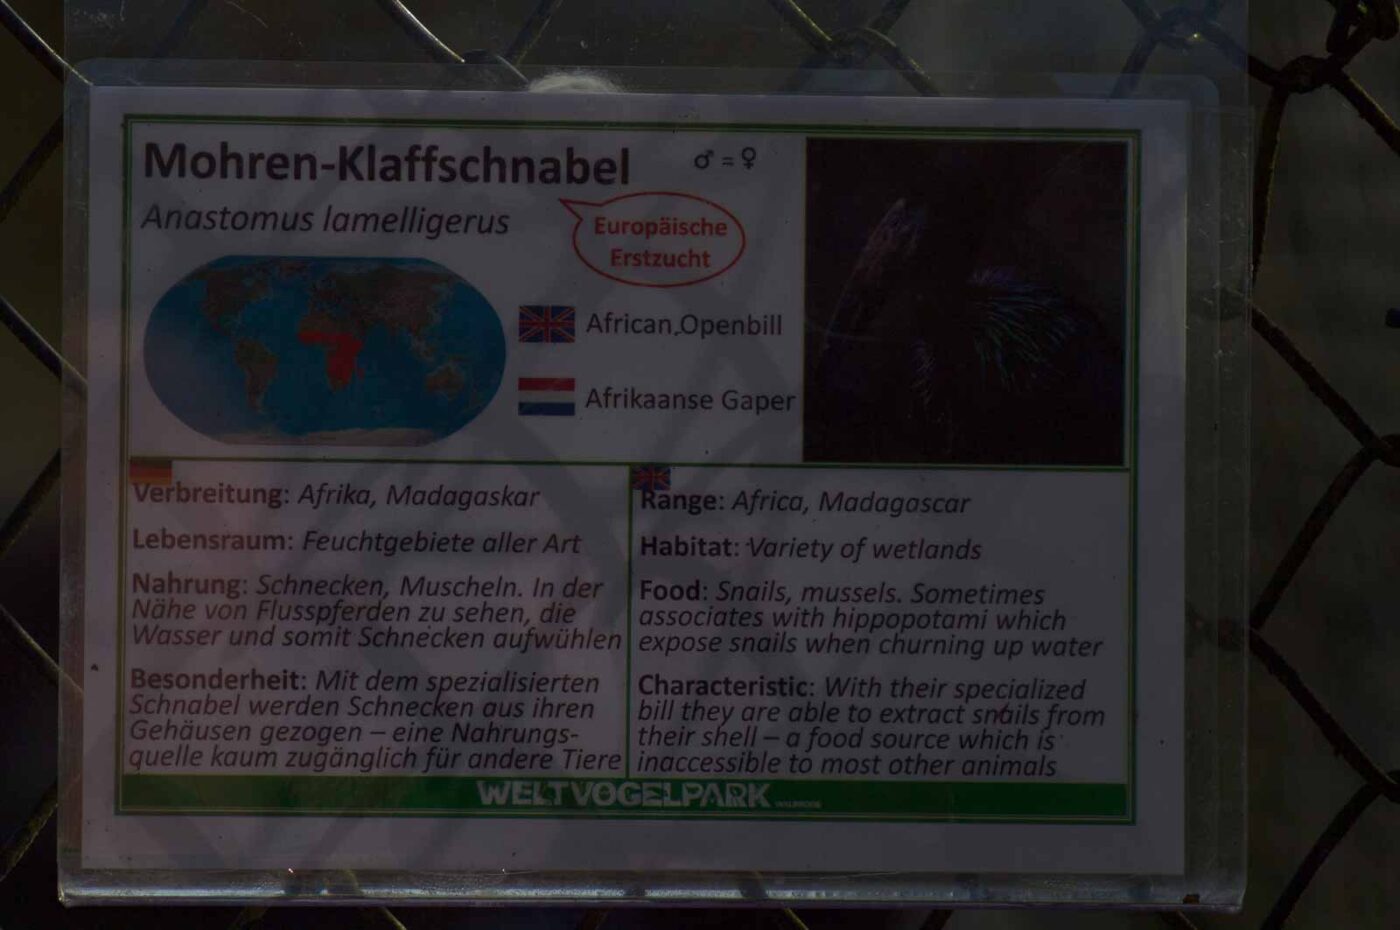 Mohren-Klaffschnabel
♂ = ♀
Anastomus lamelligerus
Europäische
Erstzucht
African Openbill
Afrikaanse Gaper
Verbreitung: Afrika, Madagaskar
Lebensraum: Feuchtgebiete aller Art
Nahrung: Schnecken, Muscheln. In der
Nähe von Flusspferden zu sehen, die
Wasser und somit Schnecken aufwühlen
Besonderheit: Mit dem spezialisierten
Schnabel werden Schnecken aus ihren
Gehäusen gezogen – eine Nahrungs-
quelle kaum zugänglich für andere Tiere
Range: Africa, Madagascar
Habitat: Variety of wetlands
Food: Snails, mussels. Sometimes
associates with hippopotami which
expose snails when churning up water
Characteristic: With their specialized
bill they are able to extract snails from
their shell – a food source which is
inaccessible to most other animals
WELTVOGELPARK